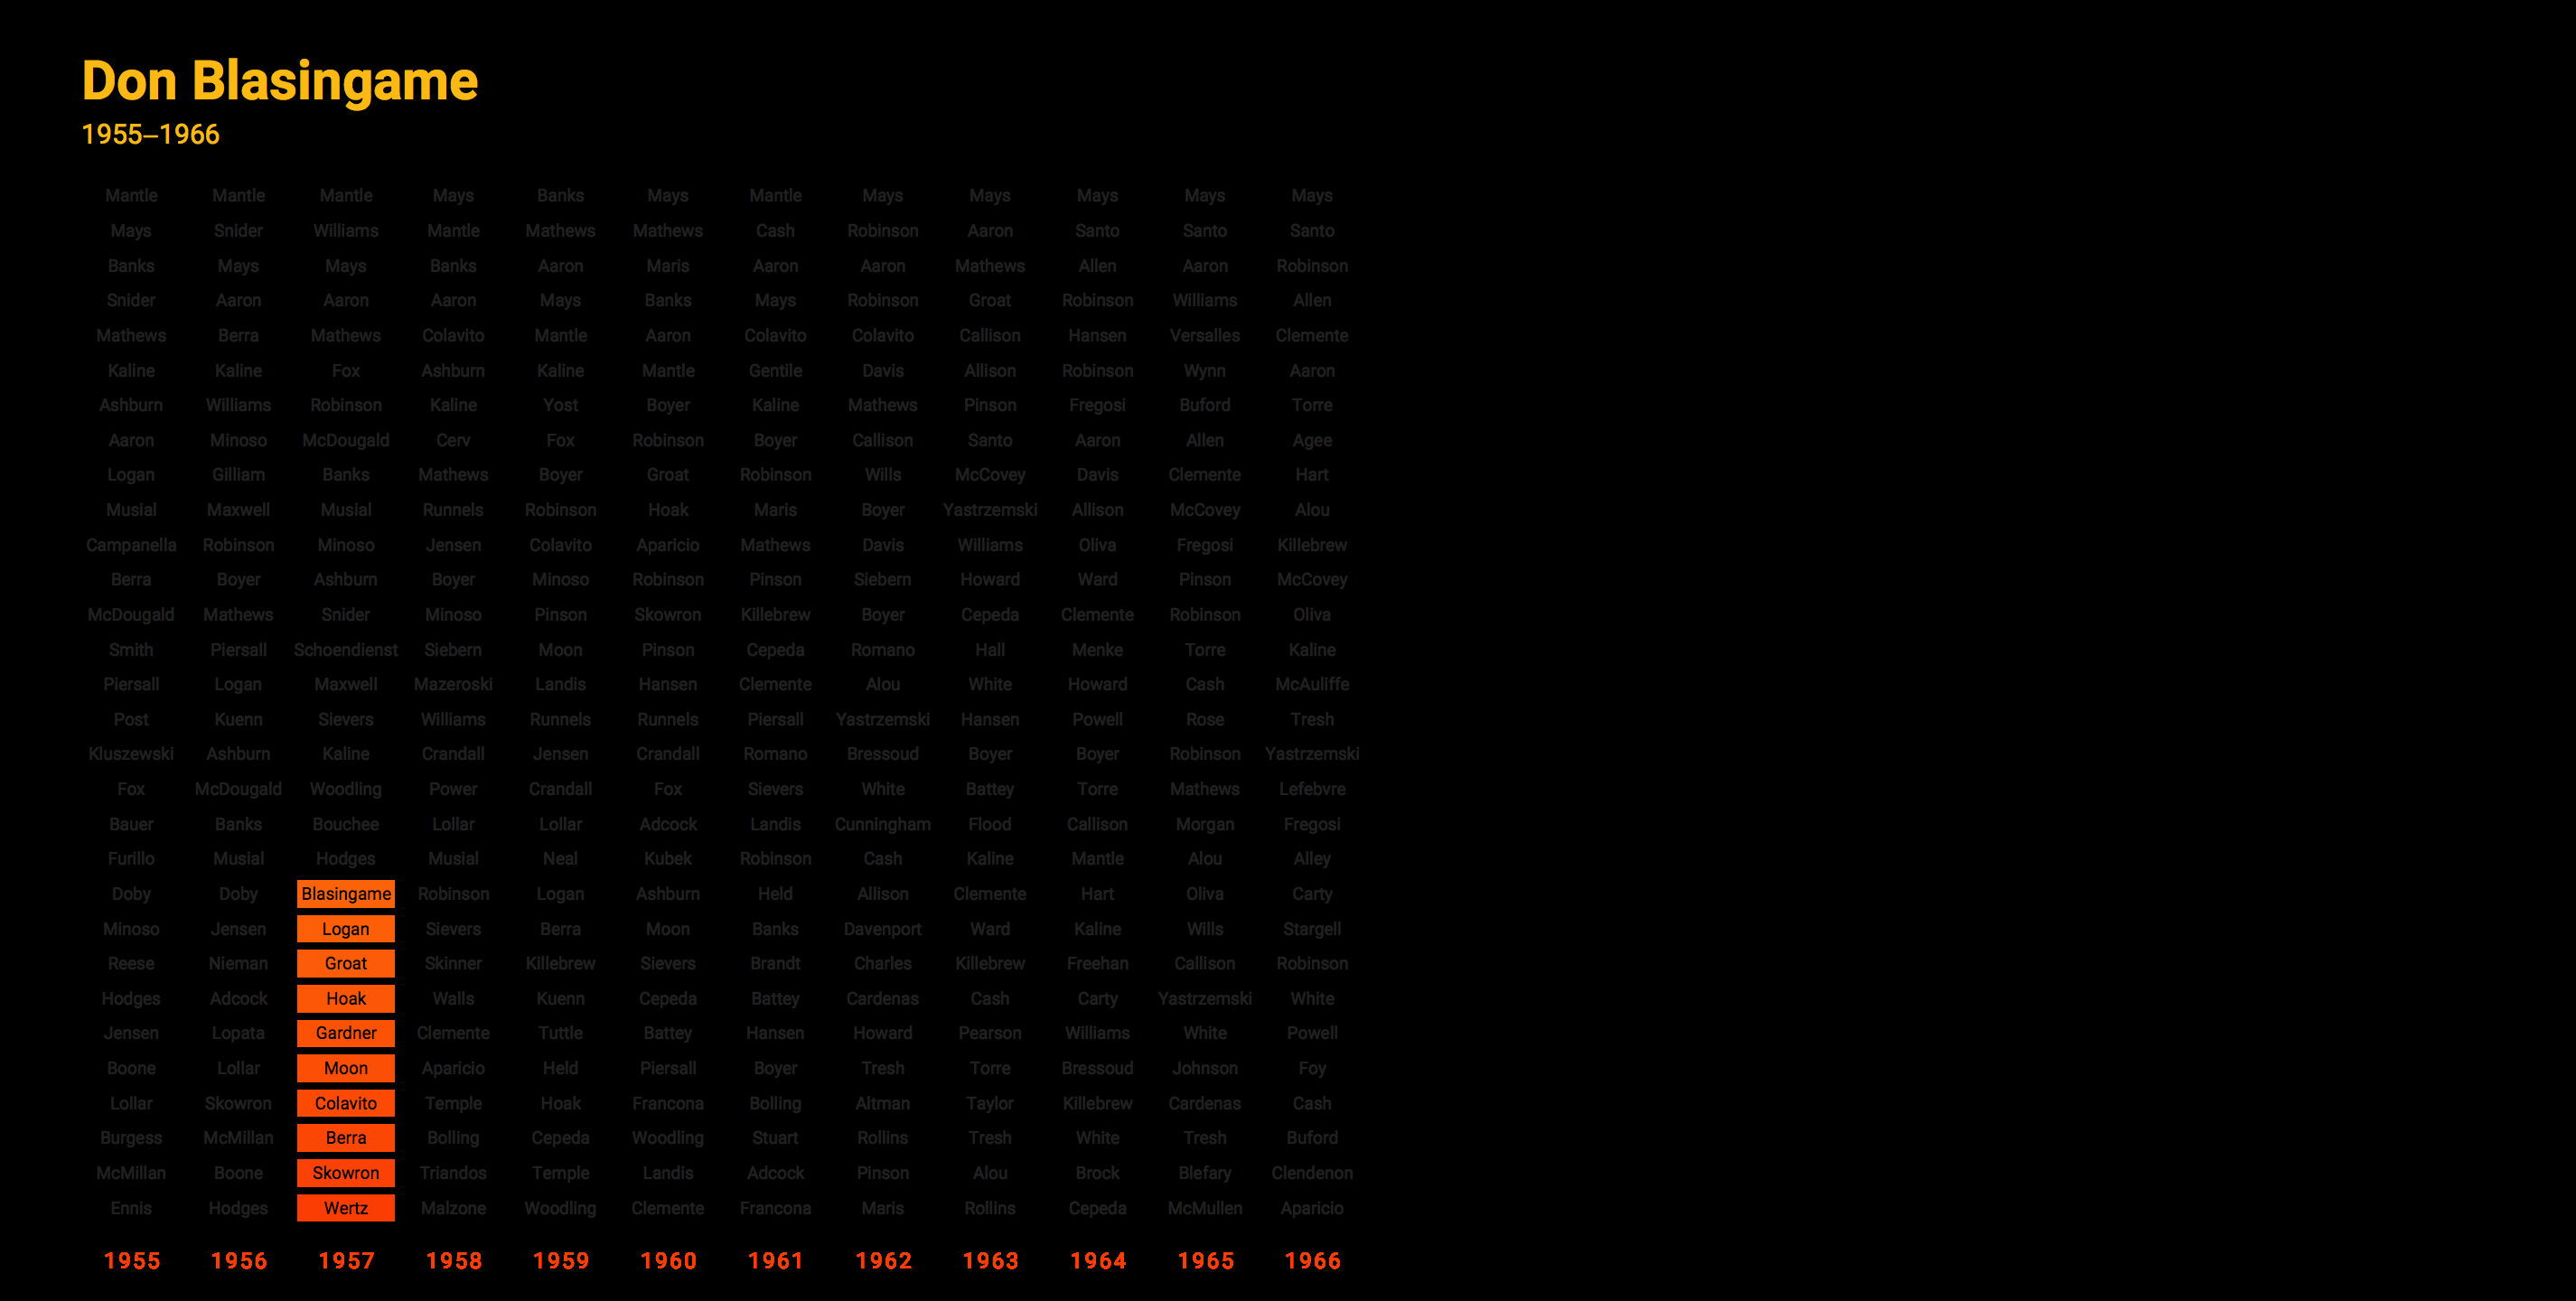 Don Blasingame
1955–1966
Mantle Mantle Mantle Mays Banks Mays Mantle Mays Mays Mays Mays Mays
Mays Snider Williams Mantle Mathews Mathews Cash Robinson Aaron Santo Santo Santo
Banks Mays Mays Banks Aaron Maris Aaron Aaron Mathews Allen Aaron Robinson
Snider Aaron Aaron Aaron Mays Banks Mays Robinson Groat Robinson Williams Allen
Mathews Berra Mathews Colavito Mantle Aaron Colavito Colavito Callison Hansen Versalles Clemente
Kaline Kaline Fox Ashburn Kaline Mantle Gentile Davis Allison Robinson Wynn Aaron
Ashburn Williams Robinson Kaline Yost Boyer Kaline Mathews Pinson Fregosi Buford Torre
Aaron Minoso McDougald Cerv Fox Robinson Boyer Callison Santo Aaron Allen Agee
Logan Gilliam Banks Mathews Boyer Groat Robinson Wills McCovey Davis Clemente Hart
Musial Maxwell Musial Runnels Robinson Hoak Maris Boyer Yastrzemski Allison McCovey Alou
Campanella Robinson Minoso Jensen Colavito Aparicio Mathews Davis Williams Oliva Fregosi Killebrew
Berra Boyer Ashburn Boyer Minoso Robinson Pinson Siebern Howard Ward Pinson McCovey
McDougald Mathews Snider Minoso Pinson Skowron Killebrew Boyer Cepeda Clemente Robinson Oliva
Smith Piersall Schoendienst Siebern Moon Pinson Cepeda Romano Hall Menke Torre Kaline
Piersall Logan Maxwell Mazeroski Landis Hansen Clemente Alou White Howard Cash McAuliffe
Post Kuenn Sievers Williams Runnels Runnels Piersall Yastrzemski Hansen Powell Rose Tresh
Kluszewski Ashburn Kaline Crandall Jensen Crandall Romano Bressoud Boyer Boyer Robinson Yastrzemski
Fox McDougald Woodling Power Crandall Fox Sievers White Battey Torre Mathews Lefebvre
Bauer Banks Bouchee Lollar Lollar Adcock Landis Cunningham Flood Callison Morgan Fregosi
Furillo Musial Hodges Musial Neal Kubek Robinson Cash Kaline Mantle Alou Alley
Doby Doby Blasingame Robinson Logan Ashburn Held Allison Clemente Hart Oliva Carty
Minoso Jensen Logan Sievers Berra Moon Banks Davenport Ward Kaline Wills Stargell
Reese Nieman Groat Skinner Killebrew Sievers Brandt Charles Killebrew Freehan Callison Robinson
Hodges Adcock Hoak Walls Kuenn Cepeda Battey Cardenas Cash Carty Yastrzemski White
Jensen Lopata Gardner Clemente Tuttle Battey Hansen Howard Pearson Williams White Powell
Boone Lollar Moon Aparicio Held Piersall Boyer Tresh Torre Bressoud Johnson Foy
Lollar Skowron Colavito Temple Hoak Francona Bolling Altman Taylor Killebrew Cardenas Cash
Burgess McMillan Berra Bolling Cepeda Woodling Stuart Rollins Tresh White Tresh Buford
McMillan Boone Skowron Triandos Temple Landis Adcock Pinson Alou Brock Blefary Clendenon
Ennis Hodges Wertz Malzone Woodling Clemente Francona Maris Rollins Cepeda McMullen Aparicio
1955 1956 1957 1958 1959 1960 1961 1962 1963 1964 1965 1966